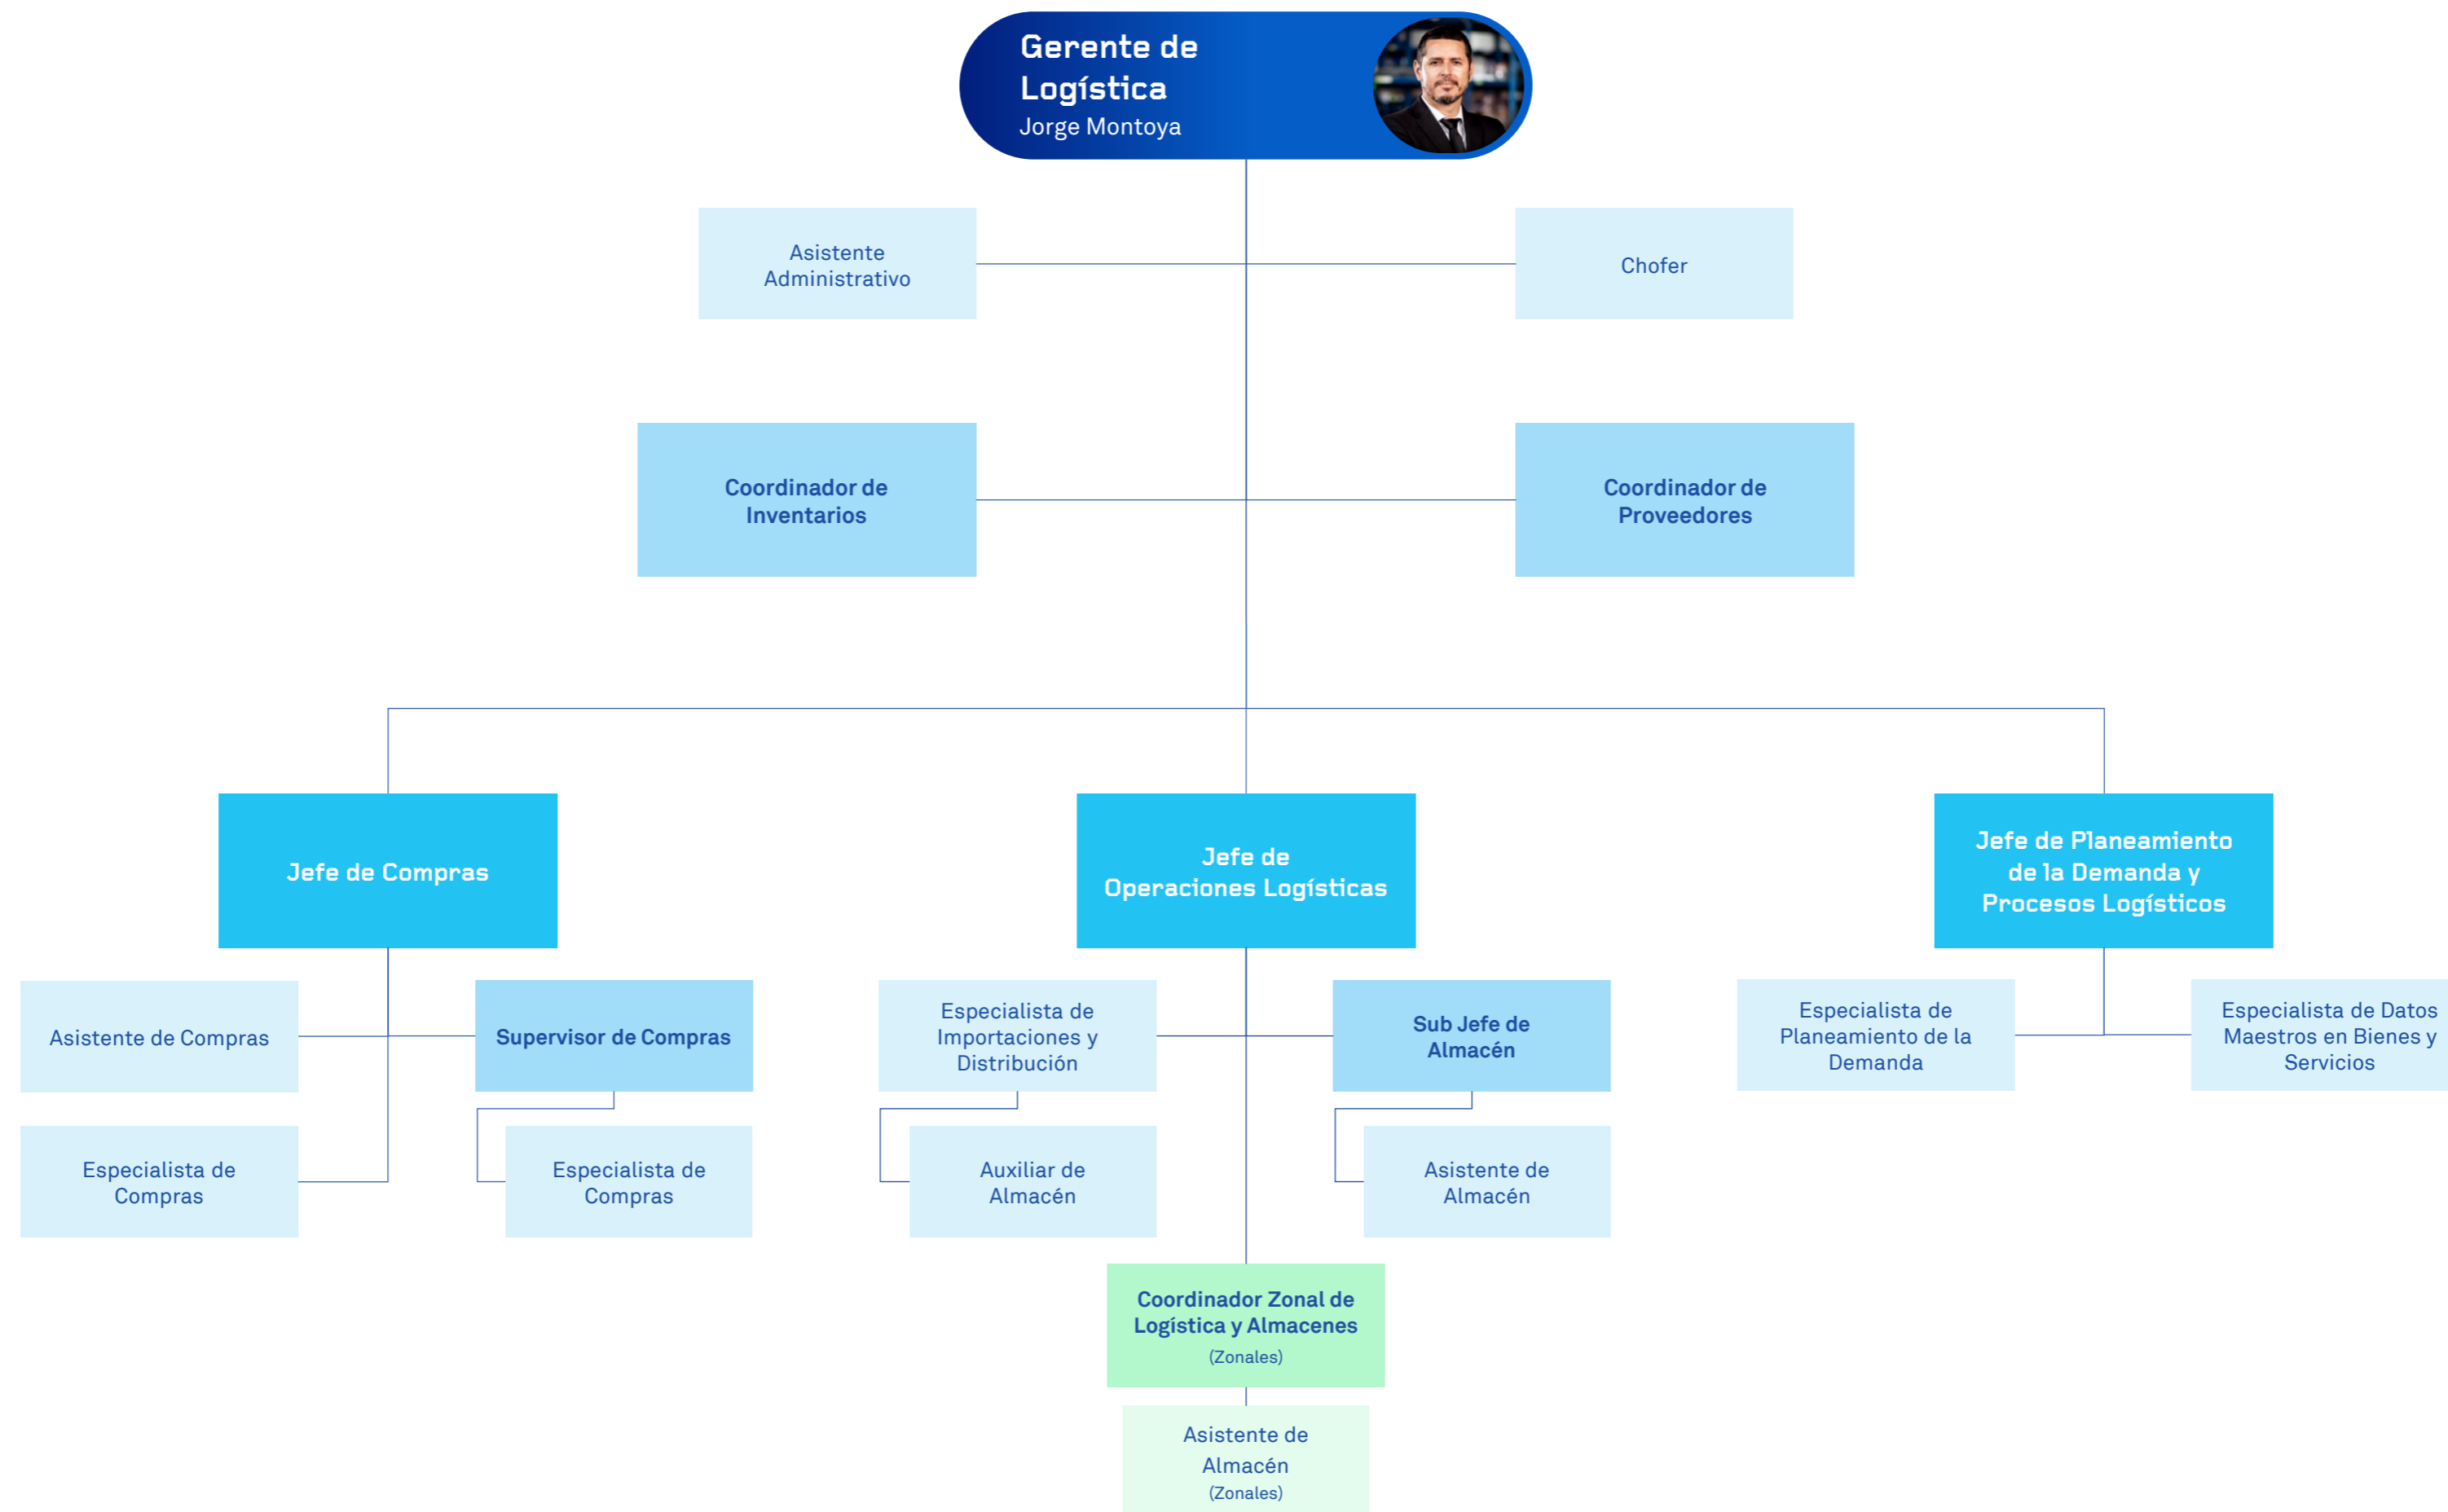 Gerente de
Logística
Jorge Montoya
Asistente
Administrativo
Chofer
Coordinador de
Inventarios
Coordinador de
Proveedores
Jefe de Compras
Jefe de
Operaciones Logísticas
Jefe de Planeamiento
de la Demanda y
Procesos Logísticos
Asistente de Compras
Supervisor de Compras
Especialista de
Importaciones y
Distribución
Sub Jefe de
Almacén
Especialista de
Planeamiento de la
Demanda
Especialista de Datos
Maestros en Bienes y
Servicios
Especialista de
Compras
Especialista de
Compras
Auxiliar de
Almacén
Asistente de
Almacén
Coordinador Zonal de
Logística y Almacenes
(Zonales)
Asistente de
Almacén
(Zonales)